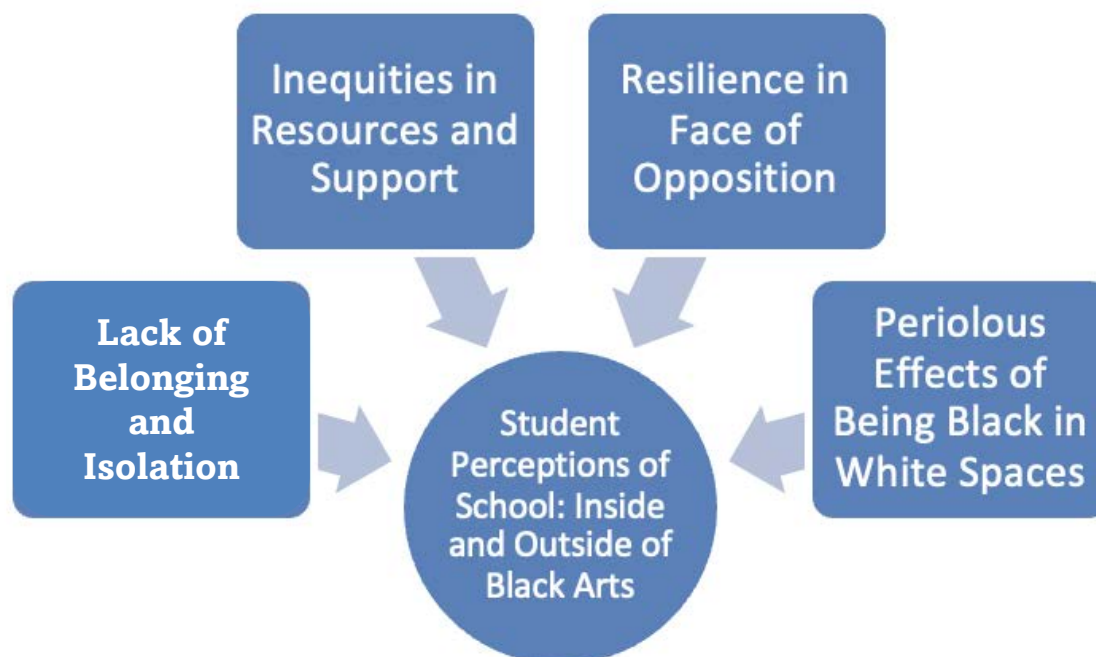 Inequities in
Resources and
Support
Resilience in
Face of
Opposition
Lack of
Belonging
and
Isolation
Periolous
Effects of
Being Black in
White Spaces
Student
Perceptions of
School: Inside
and Outside of
Black Arts